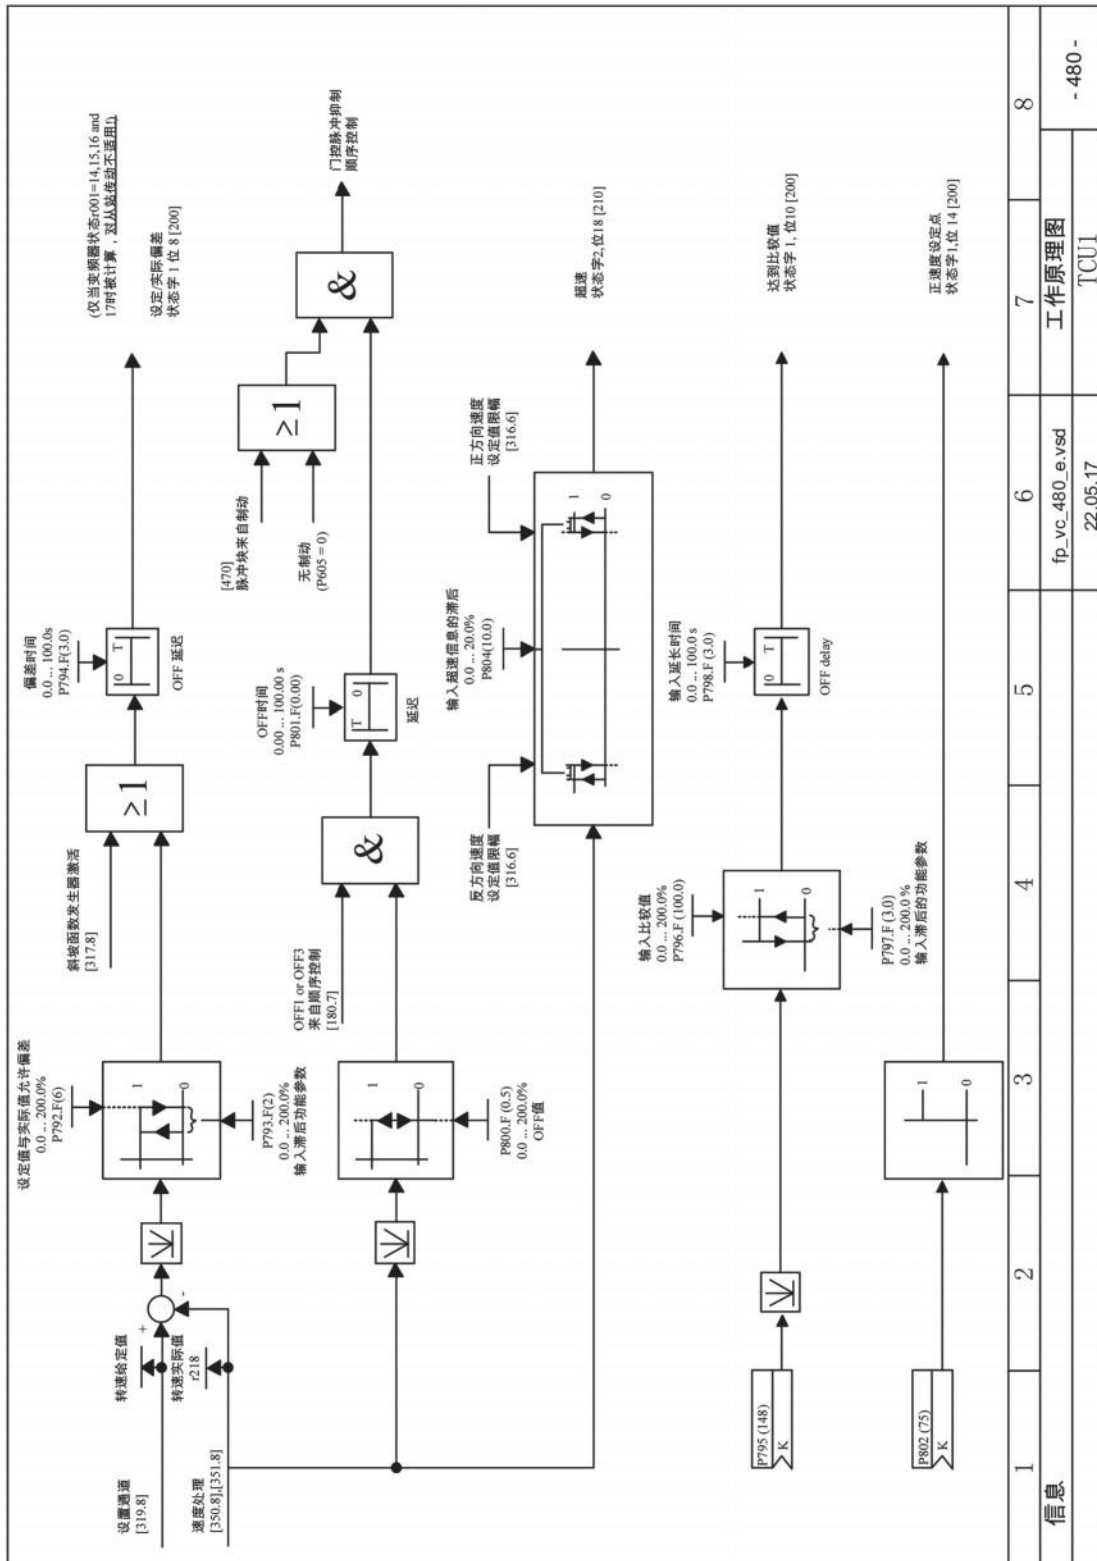 设置通道
[319.8]
转速给定值
+
-
速度处理
[350.8],[351.8]
转速实际值
r218
设定值与实际值允许偏差
0.0 ... 200.0%
P792.F(6)
1
0
P793.F(2)
0.0 ... 200.0%
输入滞后功能参数
斜坡函数发生器激活
[317.8]
≥1
偏差时间
0.0 ... 100.0s
P794.F(3.0)
0 T
OFF 延迟
(仅当变频器状态r001=14,15,16 and
17时被计算，对从站传动不适用!)
设定/实际偏差
状态字 1 位 8 [200]
1
0
P800.F (0.5)
0.0 ... 200.0%
OFF值
OFF1 or OFF3
来自顺序控制
[180.7]
&
OFF时间
0.00 ... 100.00 s
P801.F(0.00)
T 0
延迟
[470]
脉冲块来自制动
无制动
(P605 = 0)
≥1
&
门控脉冲抑制
顺序控制
反方向速度
设定值限幅
[316.6]
输入超速信息的滞后
0.0 ... 20.0%
P804(10.0)
正方向速度
设定值限幅
[316.6]
1
0
超速
状态字2,位18 [210]
P795 (148)
K
输入比较值
0.0 ... 200.0%
P796.F (100.0)
1
0
P797.F (3.0)
0.0 ... 200.0 %
输入滞后的功能参数
输入延长时间
0.0 ... 100.0 s
P798.F (3.0)
0 T
OFF delay
达到比较值
状态字 1, 位10 [200]
P802 (75)
K
1
0
正速度设定点
状态字1,位 14 [200]
1 2 3 4 5 6 7 8
信息
fp_vc_480_e.vsd
22.05.17
工作原理图
TCU1
- 480 -